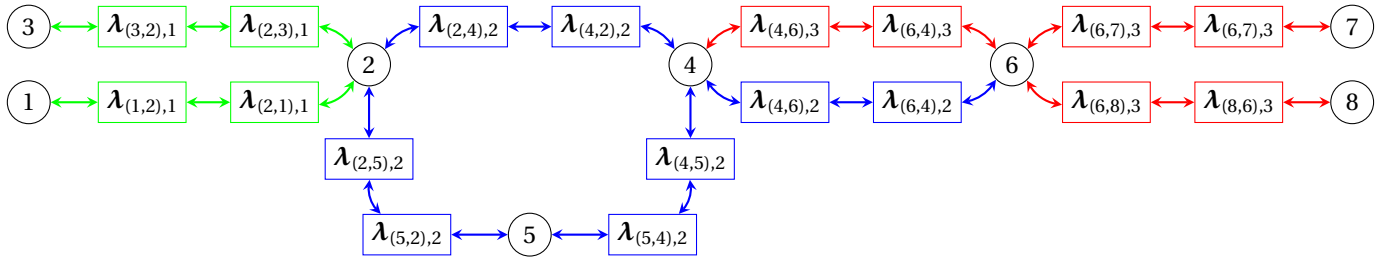 3 λ(3,2),1 λ(2,3),1 λ(2,4),2 λ(4,2),2 λ(4,6),3 λ(6,4),3 λ(6,7),3 λ(6,7),3 7
2 4 6
1 λ(1,2),1 λ(2,1),1 λ(4,6),2 λ(6,4),2 λ(6,8),3 λ(8,6),3 8
λ(2,5),2 λ(4,5),2
λ(5,2),2 5 λ(5,4),2